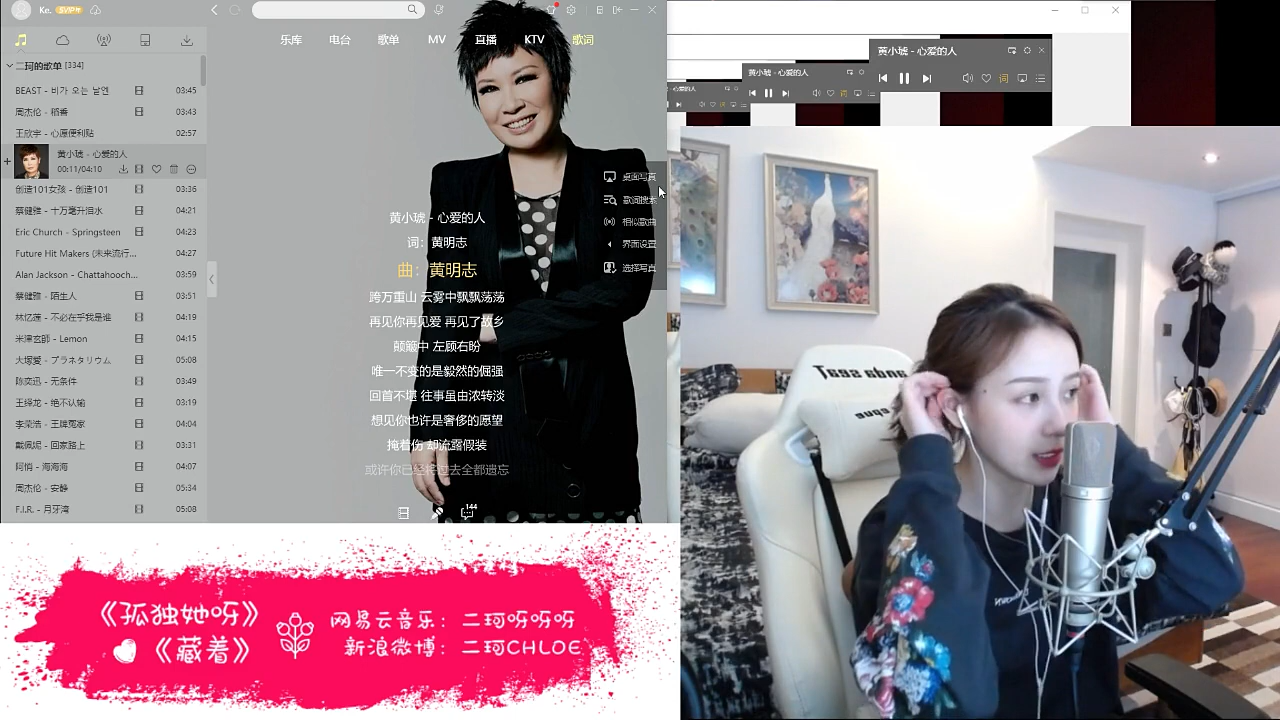 Ke. SVIP
乐库 电台 歌单 MV 直播 KTV 歌词
二珂的歌单 [334]
BEAST - 비가 오는 날엔 03:45
03:43
02:57
黄小琥 - 心爱的人
00:11/04:10
创造101女孩 - 创造101 03:36
蔡健雅 - 十万毫升泪水 04:21
Eric Church - Springsteen 04:23
Future Hit Makers (未来流行... 04:27
Alan Jackson - Chattahooch... 03:59
蔡健雅 - 陌生人 03:51
林忆莲 - 不必在乎我是谁 04:19
米津玄師 - Lemon 04:15
大塚愛 - プラネタリウム 05:08
陈奕迅 - 无条件 03:49
王泽文 - 绝不认输 03:19
李荣浩 - 王牌冤家 04:04
戴佩妮 - 回家路上 03:31
阿悄 - 海海海 04:07
周杰伦 - 安静 05:34
胡彦斌 - 月牙湾 05:08
黄小琥 - 心爱的人
词：黄明志
曲：黄明志
跨万重山 云雾中飘飘荡荡
再见你再见爱 再见了故乡
颠簸中 左顾右盼
唯一不变的是毅然的倔强
回首不堪 往事虽由浓转淡
想见你也许是奢侈的愿望
掩着伤 却流露假装
或许你已经将过去全都遗忘
桌面写真
歌词搜索
相似歌曲
界面设置
选择写真
黄小琥 - 心爱的人
词
黄小琥 - 心爱的人
词
心爱的人
《孤独她呀》
《藏着》
网易云音乐：二珂呀呀呀
新浪微博：二珂CHLOE